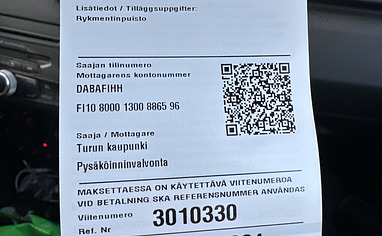 Lisätiedot / Tilläggsuppgifter:
Rykmentinpuisto
Saajan tilinumero
Mottagarens kontonummer
DABAFIHH
FI10 8000 1300 8865 96
Saaja / Mottagare
Turun kaupunki
Pysäköinninvalvonta
MAKSETTAESSA ON KÄYTETTÄVÄ VIITENUMEROA
VID BETALNING SKA REFERENSNUMMER ANVÄNDAS
Viitenumero 3010330
Ref. Nr